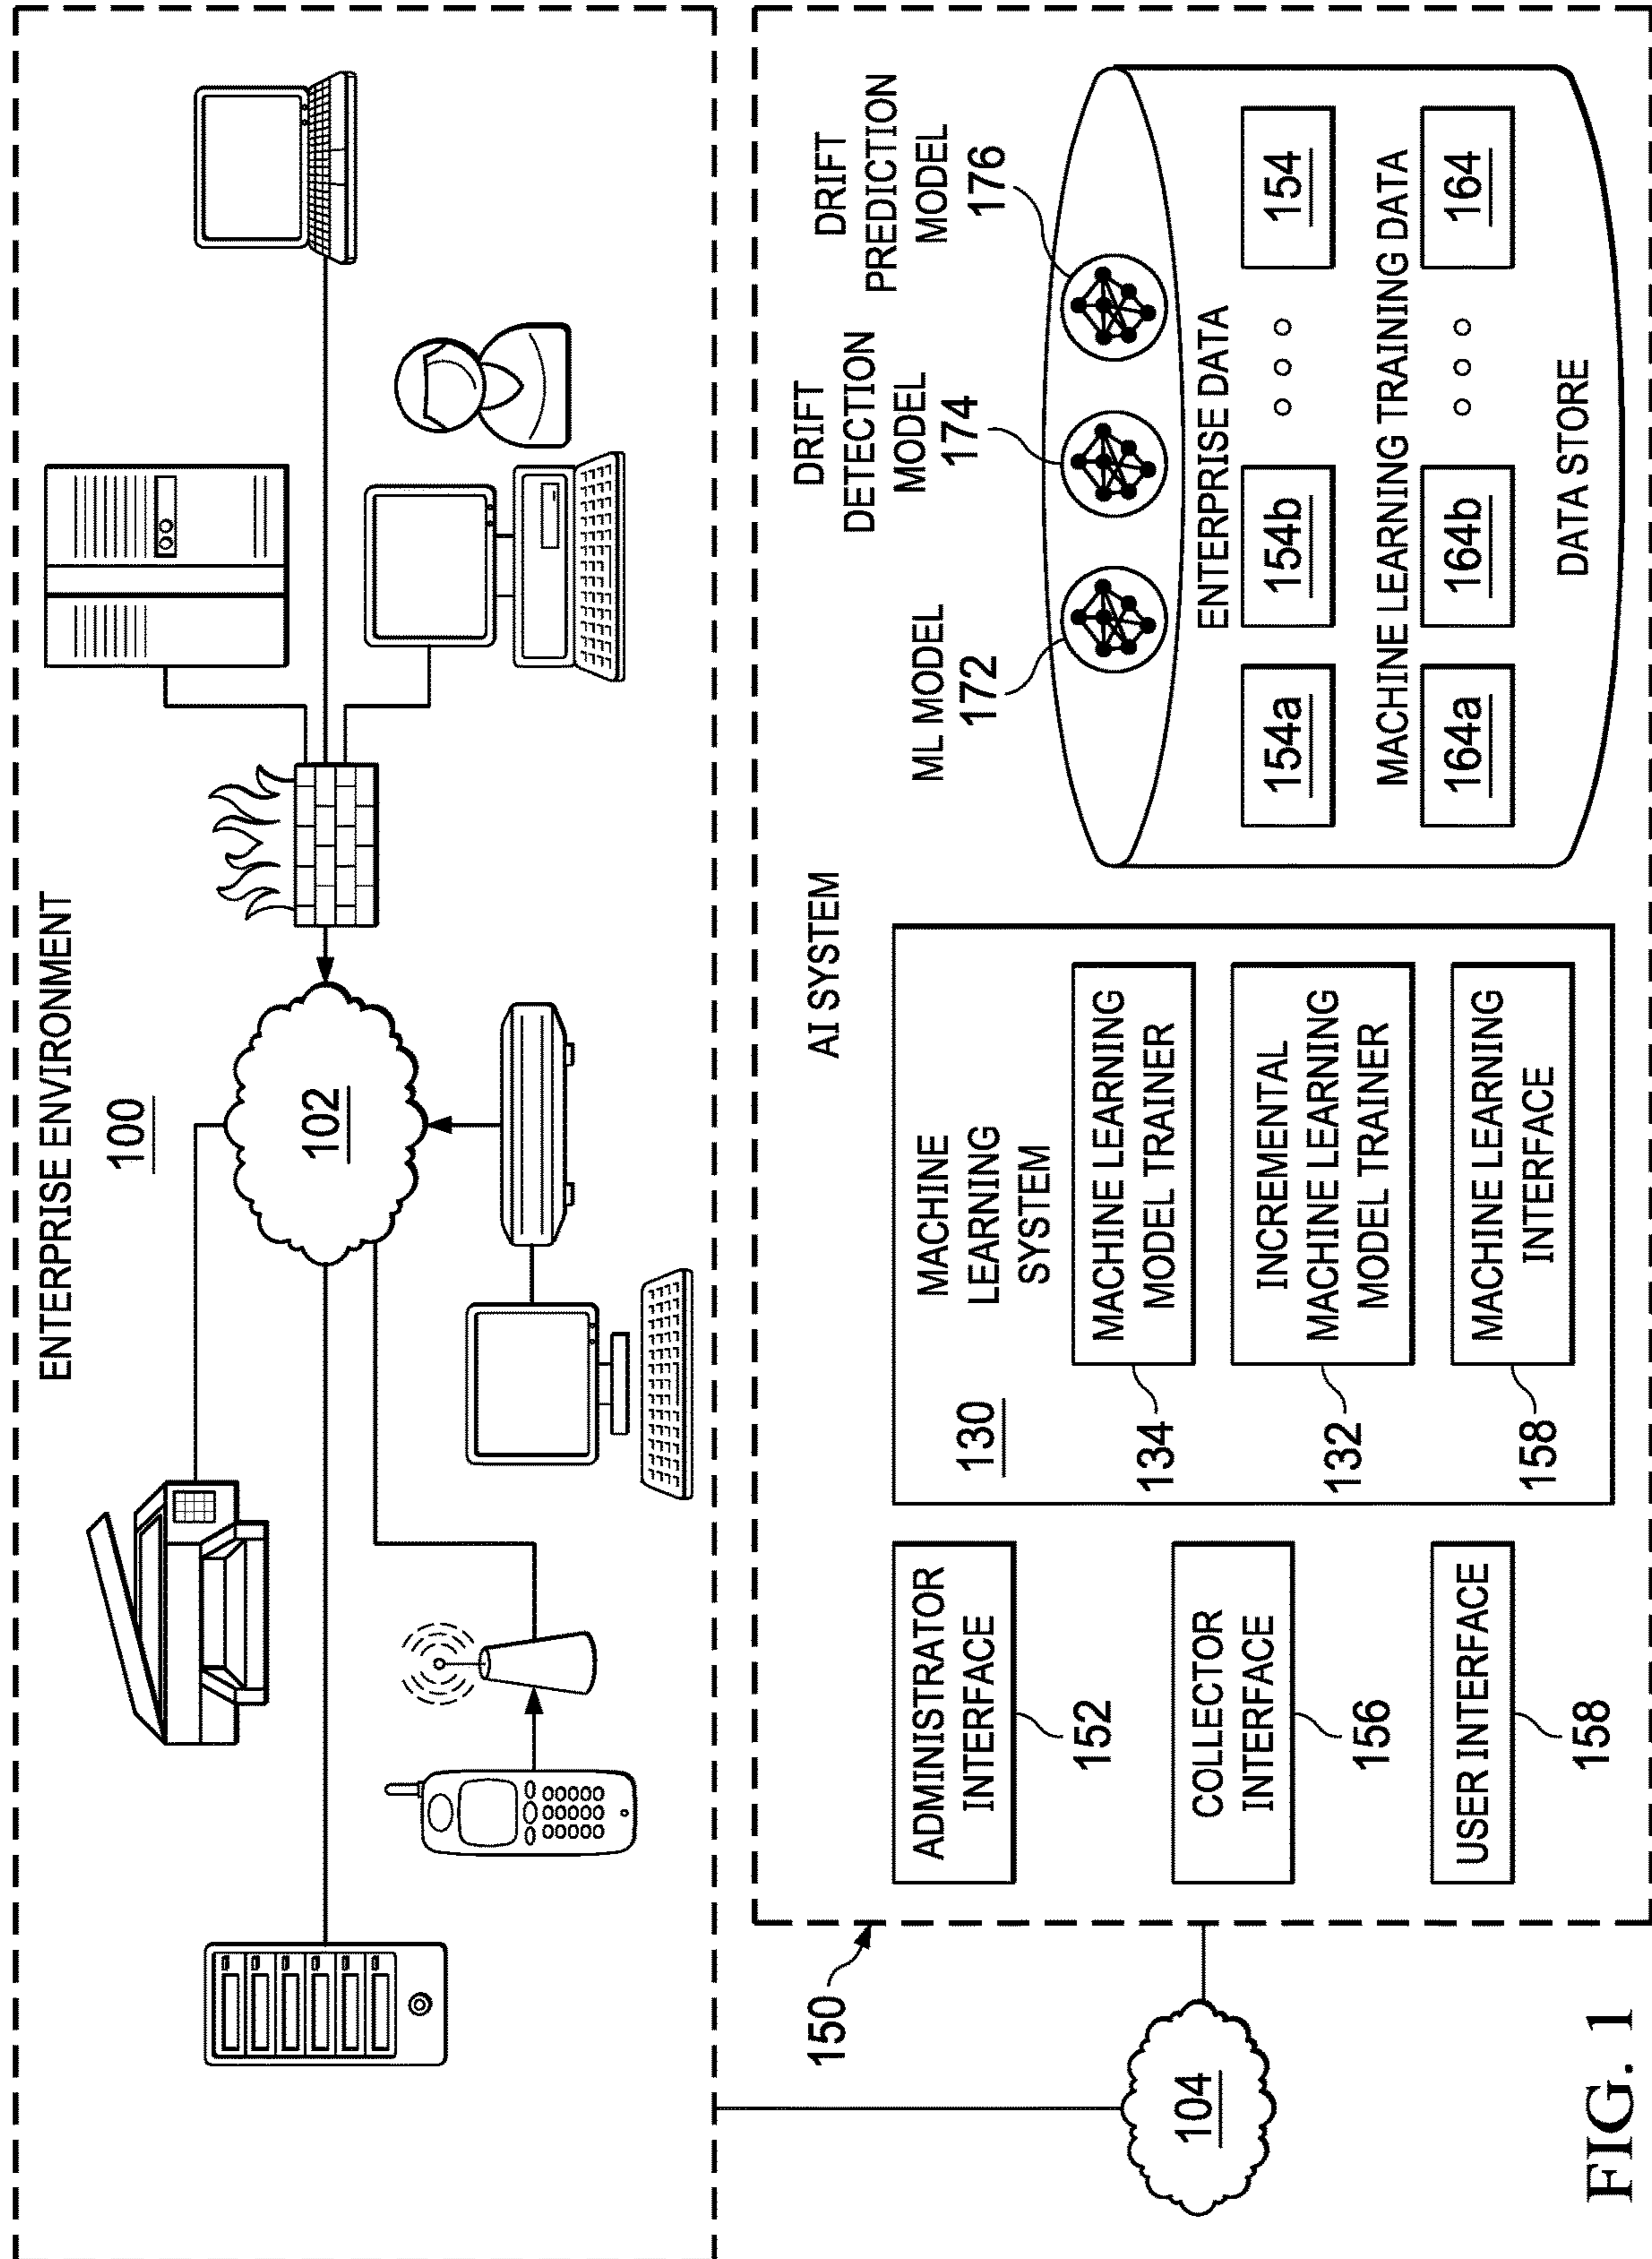 ENTERPRISE ENVIRONMENT
100
102
104
150
AI SYSTEM
ADMINISTRATOR
INTERFACE
152
COLLECTOR
INTERFACE
156
USER INTERFACE
158
MACHINE
LEARNING
SYSTEM
130
MACHINE LEARNING
MODEL TRAINER
134
INCREMENTAL
MACHINE LEARNING
MODEL TRAINER
132
MACHINE LEARNING
INTERFACE
158
ML MODEL
172
DRIFT
DETECTION
MODEL
174
DRIFT
PREDICTION
MODEL
176
ENTERPRISE DATA
154a
154b
154
MACHINE LEARNING TRAINING DATA
164a
164b
164
DATA STORE
FIG. 1